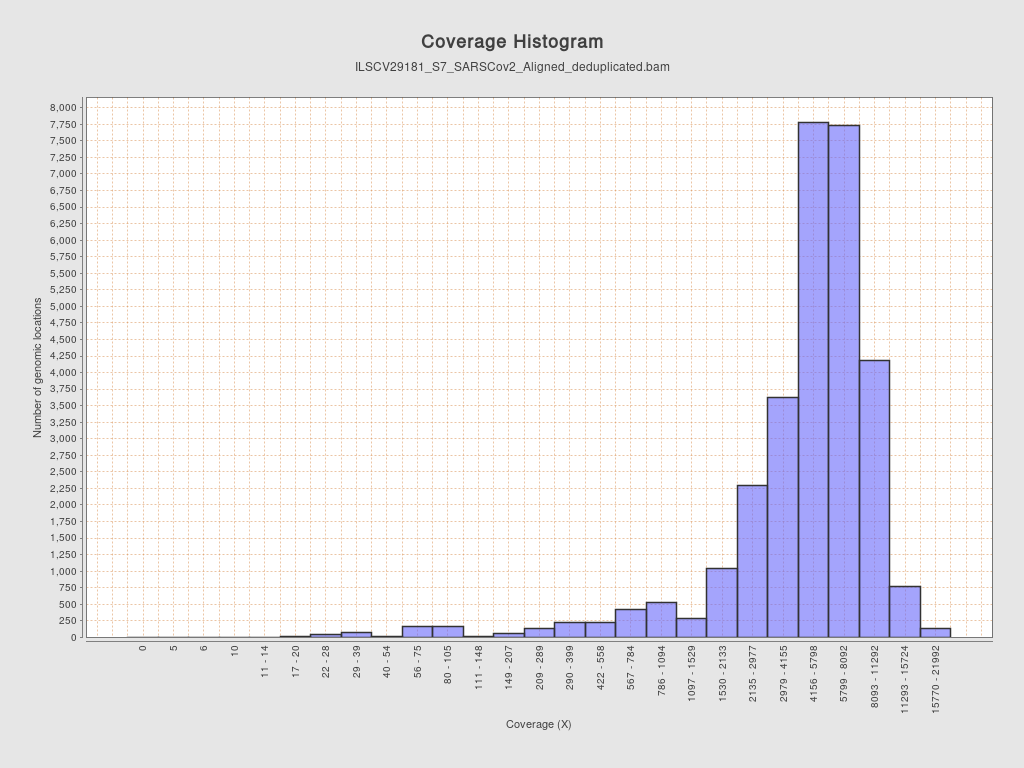 Coverage Histogram
ILSCV29181_S7_SARSCov2_Aligned_deduplicated.bam
8,000
7,750
7,500
7,250
7,000
6,750
6,500
6,250
6,000
5,750
5,500
5,250
5,000
4,750
4,500
4,250
4,000
3,750
3,500
3,250
3,000
2,750
2,500
2,250
2,000
1,750
1,500
1,250
1,000
750
500
250
0
Number of genomic locations
0
5
6
10
11 - 14
17 - 20
22 - 28
29 - 39
40 - 54
56 - 75
80 - 105
111 - 148
149 - 207
209 - 289
290 - 399
422 - 558
567 - 784
786 - 1094
1097 - 1529
1530 - 2133
2135 - 2977
2979 - 4155
4156 - 5798
5799 - 8092
8093 - 11292
11293 - 15724
15770 - 21992
Coverage (X)